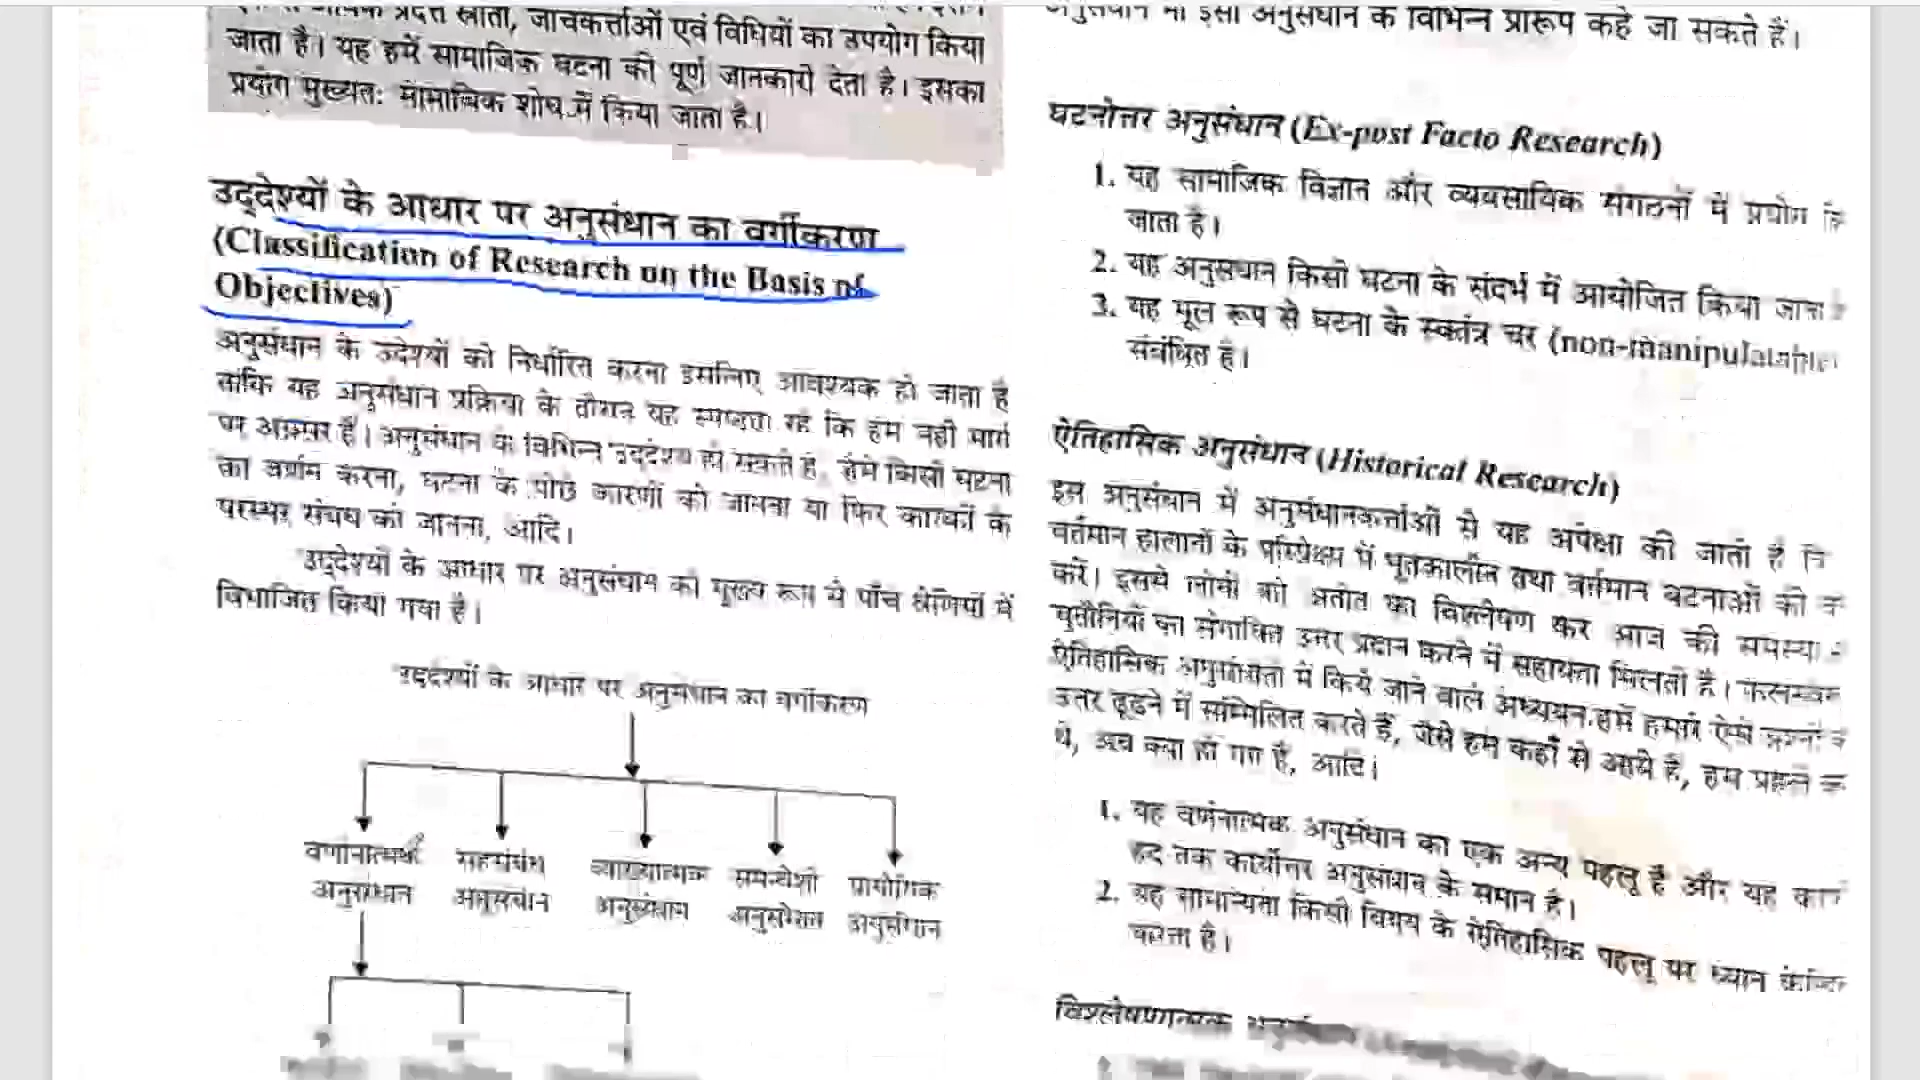 जाता है। यह हमें सामाजिक घटना की पूर्ण जानकारी देता है। इसका
प्रयोग मुख्यतः सामाजिक शोध में किया जाता है।
उद्देश्यों के आधार पर अनुसंधान का वर्गीकरण
(Classification of Research on the Basis of
Objectives)
अनुसंधान के उद्देश्यों को निर्धारित करना इसलिए आवश्यक हो जाता है
ताकि यह अनुसंधान प्रक्रिया के दौरान यह स्पष्टता रहे कि हम सही मार्ग
पर अग्रसर हैं। अनुसंधान के विभिन्न उद्देश्य हो सकते हैं, जैसे किसी घटना
का वर्णन करना, घटना के पीछे कारणों को जानना या फिर कारकों के
परस्पर संबंध को जानना, आदि।
उद्देश्यों के आधार पर अनुसंधान को मुख्य रूप से पाँच श्रेणियों में
विभाजित किया गया है।
उद्देश्यों के आधार पर अनुसंधान का वर्गीकरण
वर्णनात्मक सहसंबंध व्याख्यात्मक समन्वेशी प्रायोगिक
अनुसंधान अनुसंधान अनुसंधान अनुसंधान अनुसंधान
अनुसंधान भी इसी अनुसंधान के विभिन्न प्रारूप कहे जा सकते हैं।
घटनोत्तर अनुसंधान (Ex-post Facto Research)
1. यह सामाजिक विज्ञान और व्यवसायिक संगठनों में प्रयोग
जाता है।
2. यह अनुसंधान किसी घटना के संदर्भ में आयोजित किया जाता
3. यह मूल रूप से घटना के स्वतंत्र चर (non-manipulatable
संबंधित है।
ऐतिहासिक अनुसंधान (Historical Research)
इस अनुसंधान में अनुसंधानकर्त्ताओं से यह अपेक्षा की जाती है
वर्तमान हालातों के परिप्रेक्ष्य में भूतकालीन तथा वर्तमान घटनाओं की
करें। इससे लोगों को अतीत का विश्लेषण कर आज की समस्या
चुनौतियों का संभावित उत्तर प्रदान करने में सहायता मिलती है।
ऐतिहासिक में किये जाने वाले अध्ययन हमें हमारे ऐसे प्रश्नों
उत्तर ढूंढने में सम्मिलित करते हैं, जैसे हम कहाँ से आये हैं, हम पहले
थे, अब क्या हो गए हैं, आदि।
1. यह वर्णनात्मक अनुसंधान का एक अन्य पहलू है और यह
हद तक कार्योत्तर अनुसंधान के समान है।
2. यह सामान्यता किसी विषय के ऐतिहासिक पहलू पर ध्यान
करता है।
विश्लेषणात्मक